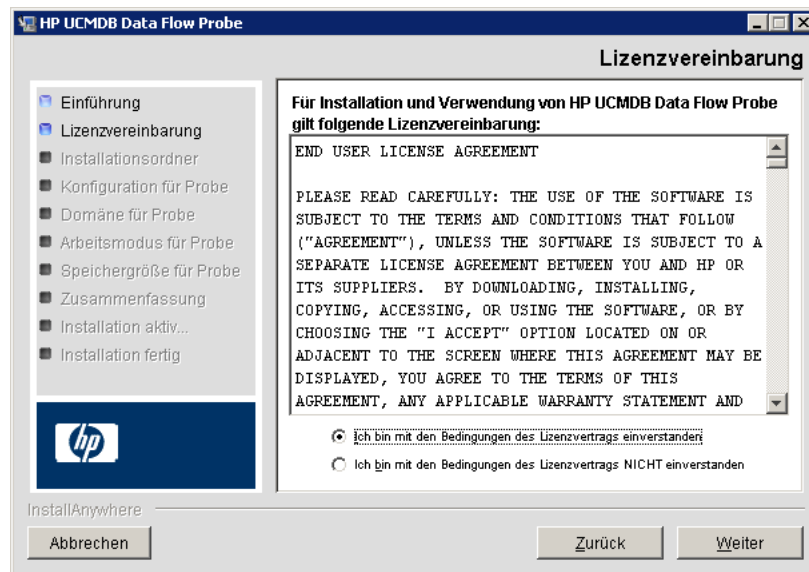 HP UCMDB Data Flow Probe
Lizenzvereinbarung
Einführung
Lizenzvereinbarung
Installationsordner
Konfiguration für Probe
Domäne für Probe
Arbeitsmodus für Probe
Speichergröße für Probe
Zusammenfassung
Installation aktiv...
Installation fertig
hp
Für Installation und Verwendung von HP UCMDB Data Flow Probe
gilt folgende Lizenzvereinbarung:
END USER LICENSE AGREEMENT
PLEASE READ CAREFULLY: THE USE OF THE SOFTWARE IS
SUBJECT TO THE TERMS AND CONDITIONS THAT FOLLOW
("AGREEMENT"), UNLESS THE SOFTWARE IS SUBJECT TO A
SEPARATE LICENSE AGREEMENT BETWEEN YOU AND HP OR
ITS SUPPLIERS.  BY DOWNLOADING, INSTALLING,
COPYING, ACCESSING, OR USING THE SOFTWARE, OR BY
CHOOSING THE "I ACCEPT" OPTION LOCATED ON OR
ADJACENT TO THE SCREEN WHERE THIS AGREEMENT MAY BE
DISPLAYED, YOU AGREE TO THE TERMS OF THIS
AGREEMENT, ANY APPLICABLE WARRANTY STATEMENT AND
Ich bin mit den Bedingungen des Lizenzvertrags einverstanden
Ich bin mit den Bedingungen des Lizenzvertrags NICHT einverstanden
InstallAnywhere
Abbrechen
Zurück
Weiter